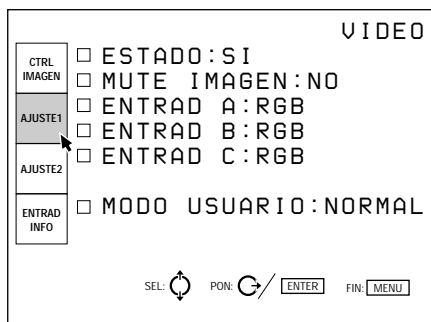 VIDEO
CTRL
IMAGEN
AJUSTE1
AJUSTE2
ENTRAD
INFO
ESTADO:SI
MUTE IMAGEN:NO
ENTRAD A:RGB
ENTRAD B:RGB
ENTRAD C:RGB
MODO USUARIO:NORMAL
SEL: PON: / ENTER FIN: MENU